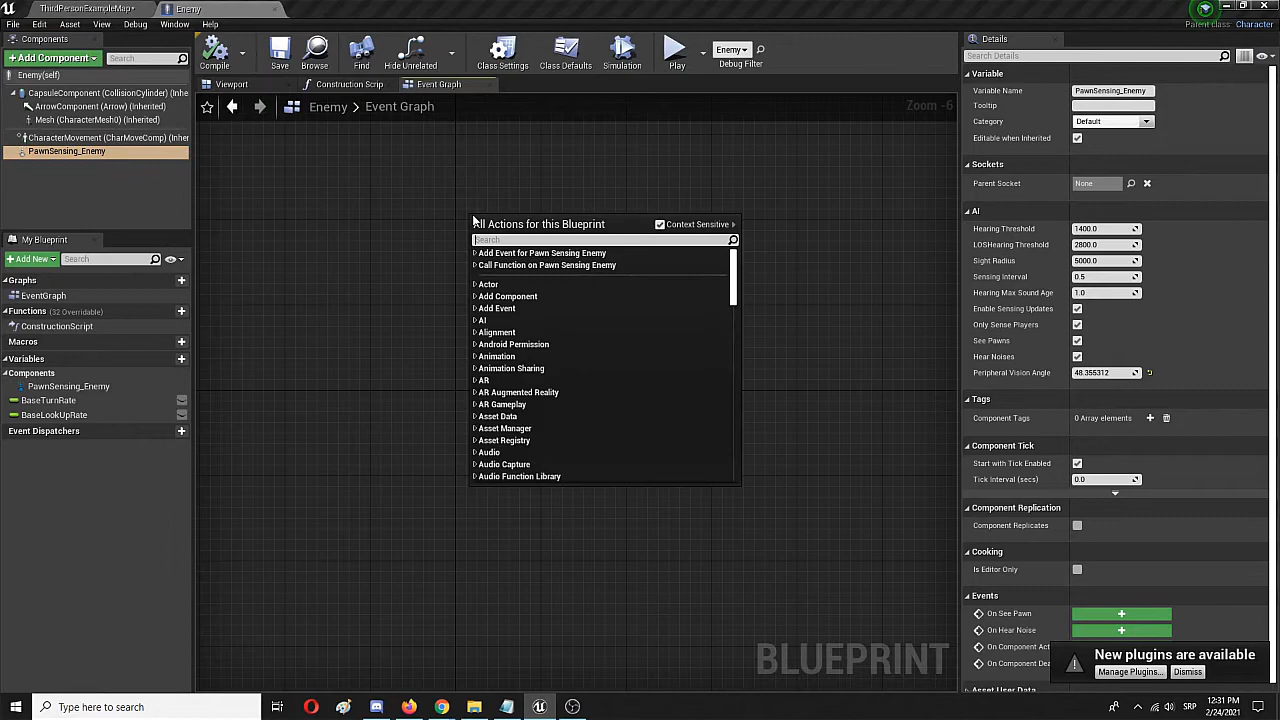 ThirdPersonExampleMap*
Enemy
Parent class: Character
File Edit Asset View Debug Window Help
Components
Details
+ Add Component
Search
Enemy(self)
CapsuleComponent (CollisionCylinder) (Inhe
ArrowComponent (Arrow) (Inherited)
Mesh (CharacterMesh0) (Inherited)
CharacterMovement (CharMoveComp) (Inher
PawnSensing_Enemy
Compile
Save
Browse
Find
Hide Unrelated
Class Settings
Class Defaults
Simulation
Play
Enemy
Debug Filter
Viewport
Construction Script
Event Graph
Enemy > Event Graph
Zoom -6
All Actions for this Blueprint
Context Sensitive
Search
Add Event for Pawn Sensing Enemy
Call Function on Pawn Sensing Enemy
Actor
Add Component
Add Event
AI
Alignment
Android Permission
Animation
Animation Sharing
AR
AR Augmented Reality
AR Gameplay
Asset Data
Asset Manager
Asset Registry
Audio
Audio Capture
Audio Function Library
BLUEPRINT
My Blueprint
+ Add New
Search
Graphs
EventGraph
Functions (32 Overridable)
ConstructionScript
Macros
Variables
Components
PawnSensing_Enemy
BaseTurnRate
BaseLookUpRate
Event Dispatchers
Search Details
Variable
Variable Name PawnSensing_Enemy
Tooltip
Category Default
Editable when Inherited
Sockets
Parent Socket None
AI
Hearing Threshold 1400.0
LOSHearing Threshold 2800.0
Sight Radius 5000.0
Sensing Interval 0.5
Hearing Max Sound Age 1.0
Enable Sensing Updates
Only Sense Players
See Pawns
Hear Noises
Peripheral Vision Angle 48.355312
Tags
Component Tags 0 Array elements
Component Tick
Start with Tick Enabled
Tick Interval (secs) 0.0
Component Replication
Component Replicates
Cooking
Is Editor Only
Events
On See Pawn +
On Hear Noise +
On Component Act
On Component Dea
New plugins are available
Manage Plugins... Dismiss
Asset User Data
Type here to search
SRP
12:31 PM
2/24/2021